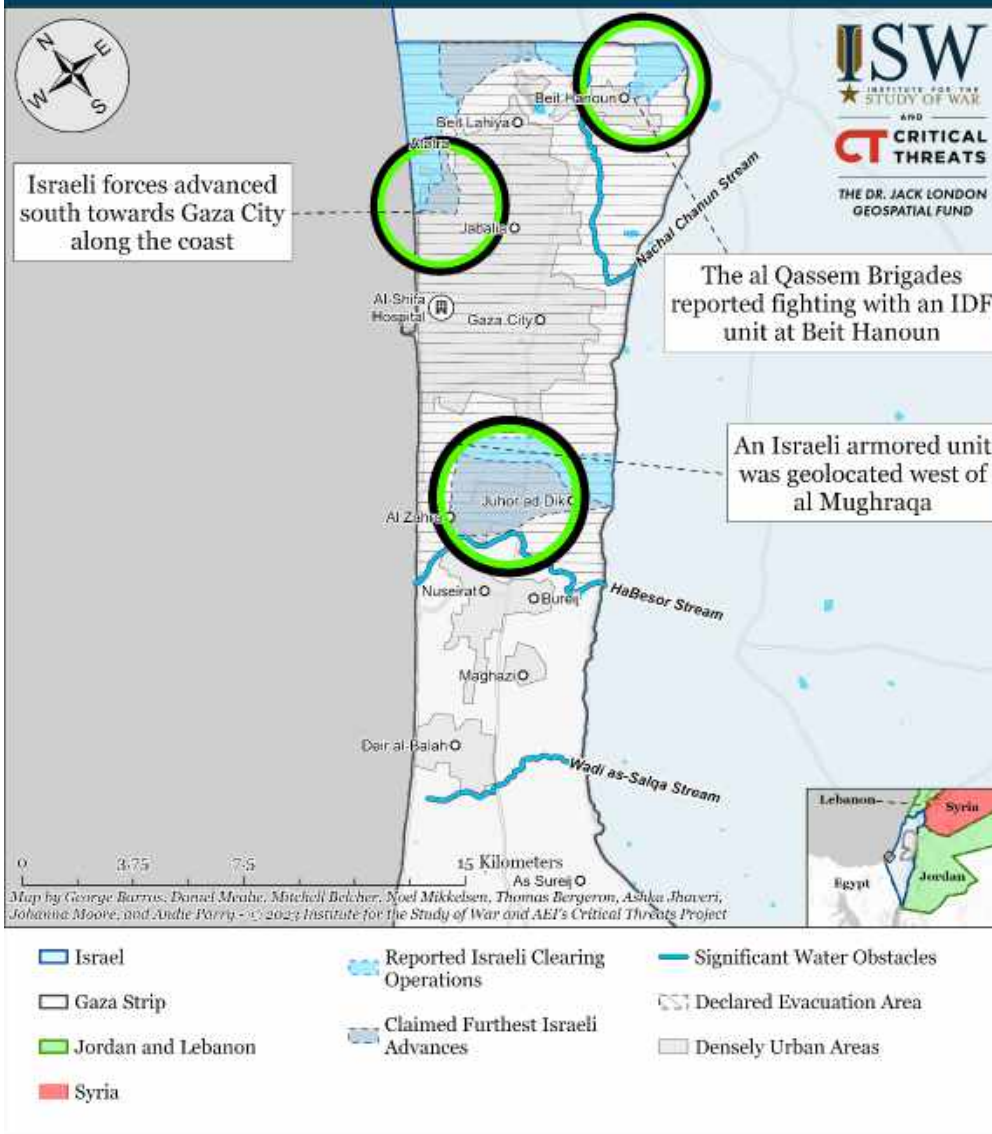 N
E
W
S
ISW
INSTITUTE FOR THE
STUDY OF WAR
AND
CT CRITICAL
THREATS
THE DR. JACK LONDON
GEOSPATIAL FUND
Beit Hanoun
Beit Lahiya
Atatra
Israeli forces advanced
south towards Gaza City
along the coast
Nachal Chanun Stream
Jabalia
The al Qassem Brigades
reported fighting with an IDF
unit at Beit Hanoun
Al-Shifa
Hospital
Gaza City
An Israeli armored unit
was geolocated west of
al Mughraqa
Juhor ad Dik
Al Zahra
Nuseirat
Bureij
HaBesor Stream
Maghazi
Deir al-Balah
Wadi as-Salqa Stream
Lebanon
Syria
Jordan
Egypt
0 3.75 7.5 15 Kilometers
As Sureij
Map by George Barros, Daniel Mealie, Mitchell Belcher, Noel Mikkelsen, Thomas Bergeron, Ashka Jhaveri,
Johanna Moore, and Andie Parry - © 2023 Institute for the Study of War and AEI's Critical Threats Project
Israel
Gaza Strip
Jordan and Lebanon
Syria
Reported Israeli Clearing
Operations
Claimed Furthest Israeli
Advances
Significant Water Obstacles
Declared Evacuation Area
Densely Urban Areas